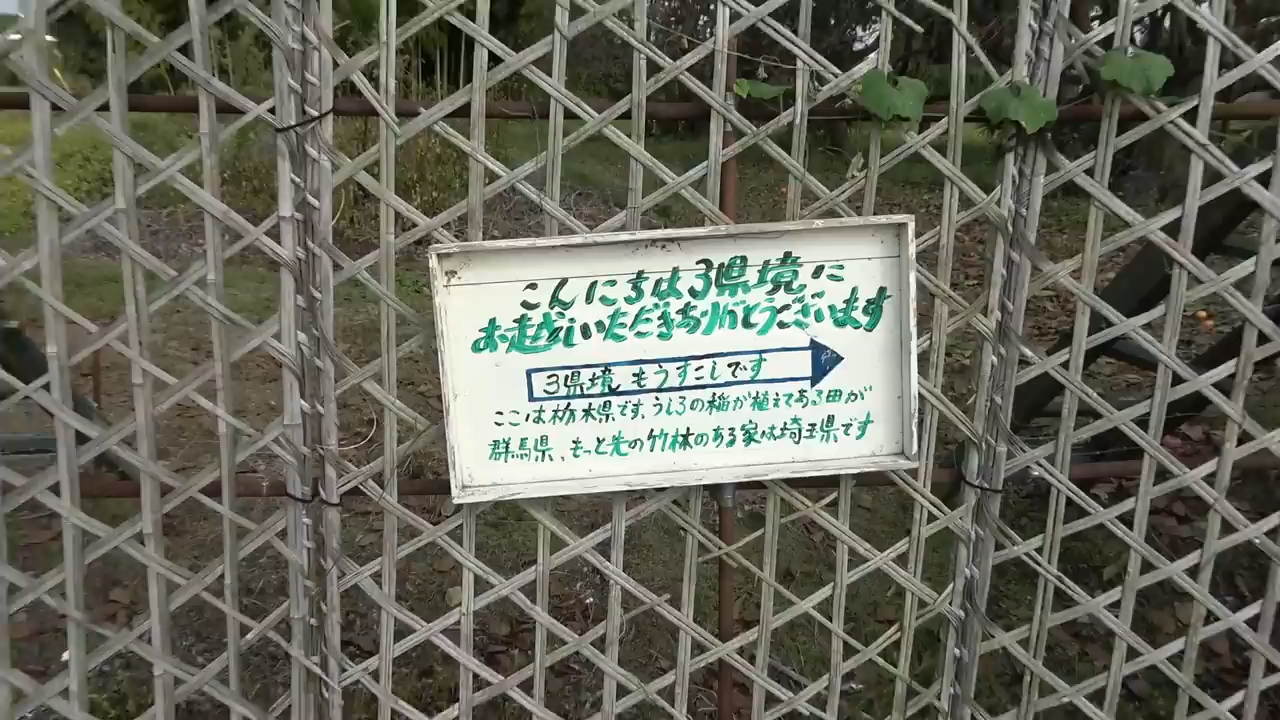 こんにちは3県境に
お越しいただきありがとうございます
3県境 もうすこしです
ここは栃木県です、うしろの稲が植えてある田が
群馬県、もっと先の竹林のある家は埼玉県です